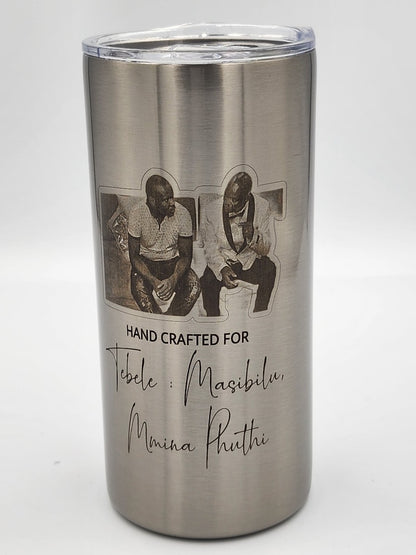 HAND CRAFTED FOR
Tebele : Masibilu,
Mmina Phuthi